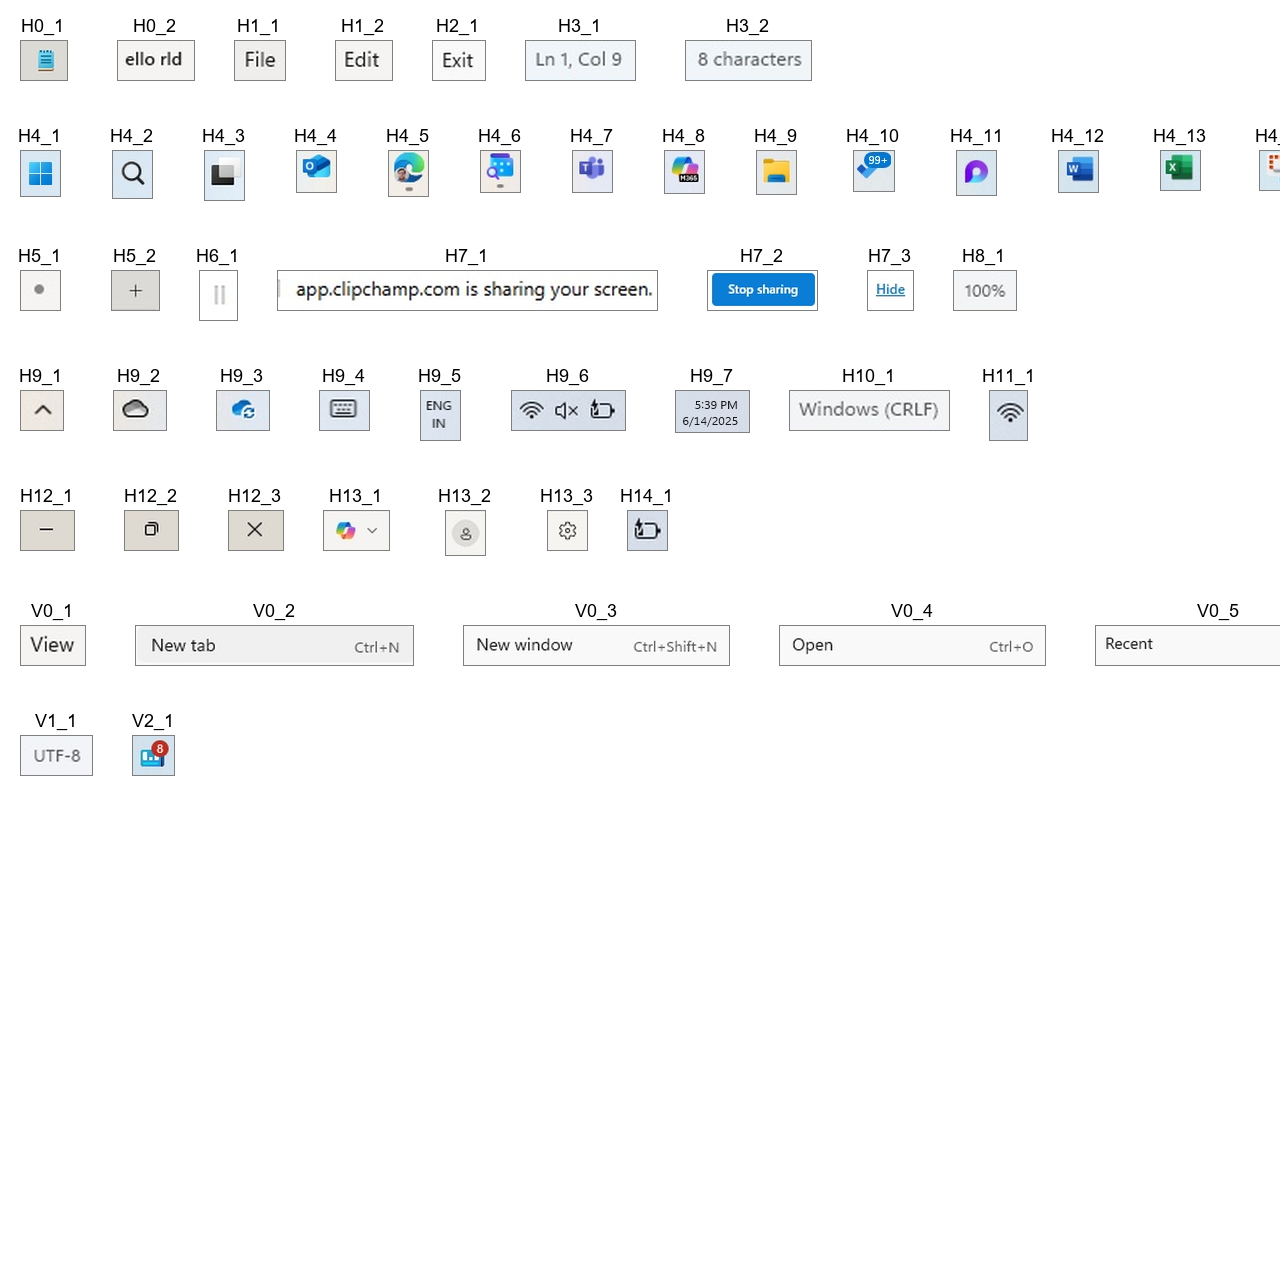 H0_1 H0_2 H1_1 H1_2 H2_1 H3_1 H3_2
ello rld File Edit Exit Ln 1, Col 9 8 characters
H4_1 H4_2 H4_3 H4_4 H4_5 H4_6 H4_7 H4_8 H4_9 H4_10 H4_11 H4_12 H4_13 H4_
M365 99+ W X
H5_1 H5_2 H6_1 H7_1 H7_2 H7_3 H8_1
app.clipchamp.com is sharing your screen. Stop sharing Hide 100%
H9_1 H9_2 H9_3 H9_4 H9_5 H9_6 H9_7 H10_1 H11_1
ENG 5:39 PM Windows (CRLF)
IN 6/14/2025
H12_1 H12_2 H12_3 H13_1 H13_2 H13_3 H14_1
V0_1 V0_2 V0_3 V0_4 V0_5
View New tab Ctrl+N New window Ctrl+Shift+N Open Ctrl+O Recent
V1_1 V2_1
UTF-8 8